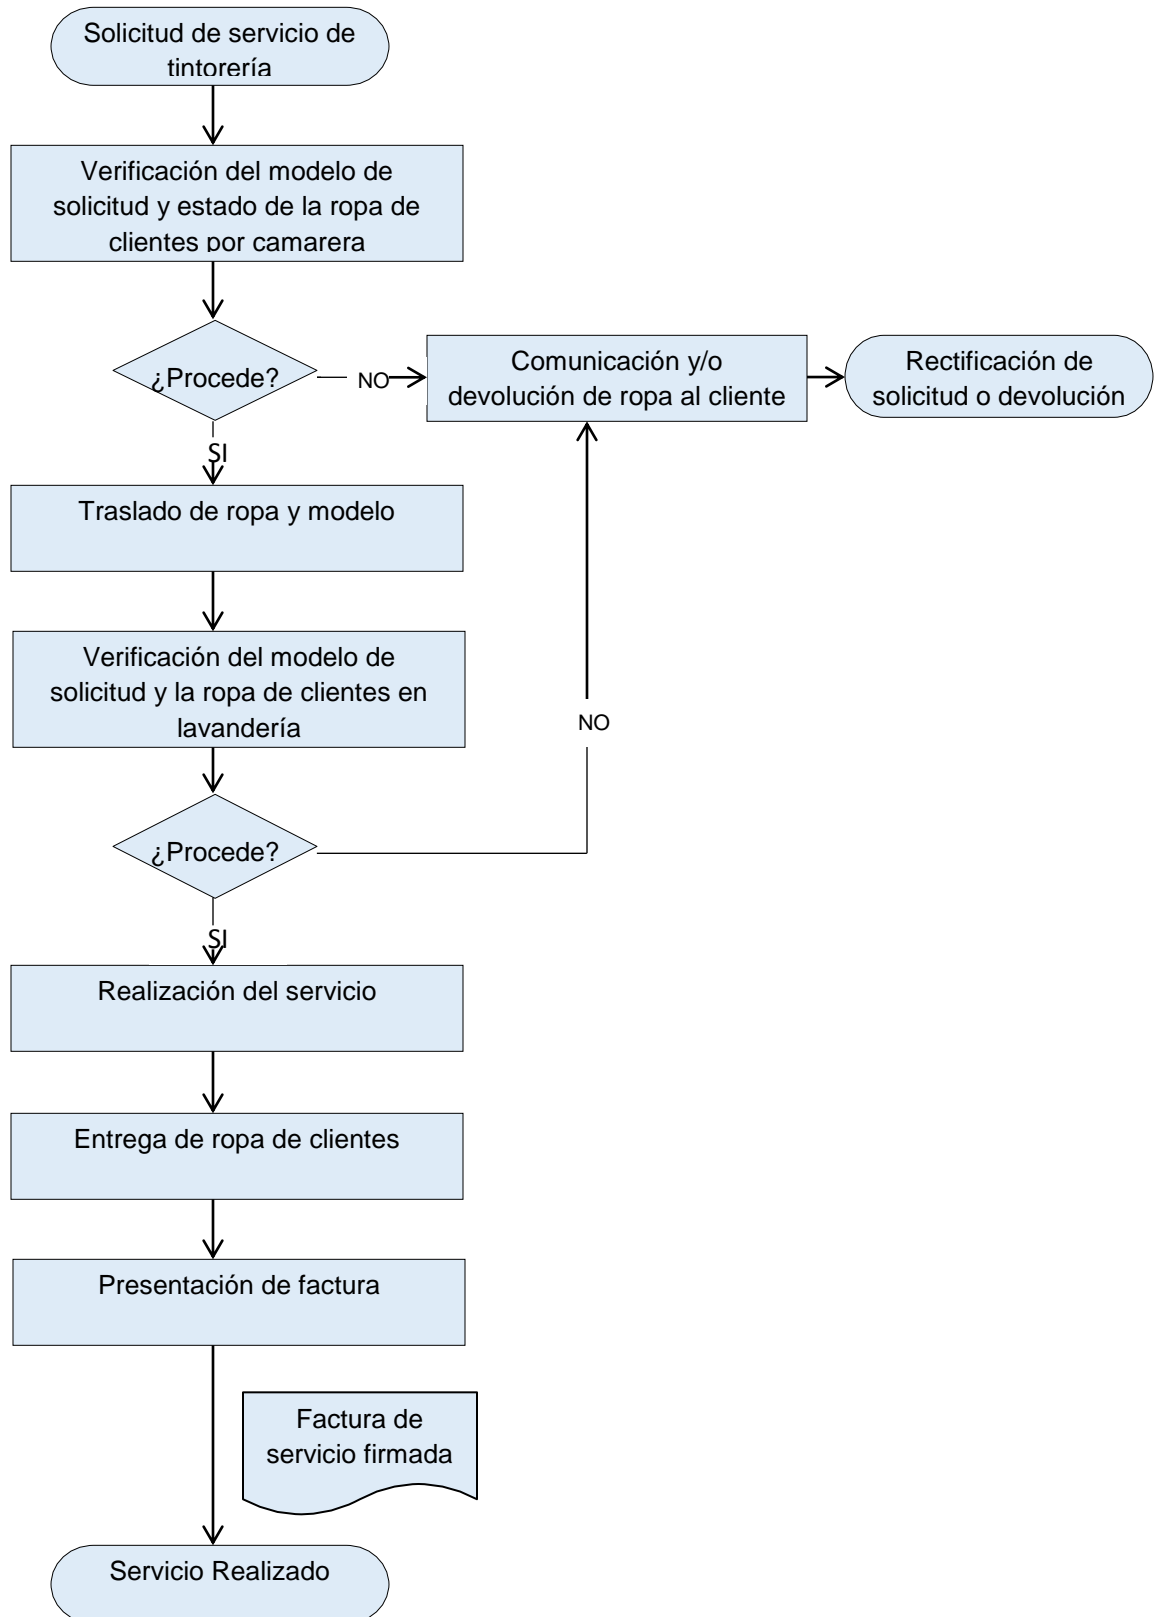 Solicitud de servicio de
tintorería
Verificación del modelo de
solicitud y estado de la ropa de
clientes por camarera
¿Procede?
NO
Comunicación y/o
devolución de ropa al cliente
Rectificación de
solicitud o devolución
SI
Traslado de ropa y modelo
Verificación del modelo de
solicitud y la ropa de clientes en
lavandería
NO
¿Procede?
SI
Realización del servicio
Entrega de ropa de clientes
Presentación de factura
Factura de
servicio firmada
Servicio Realizado